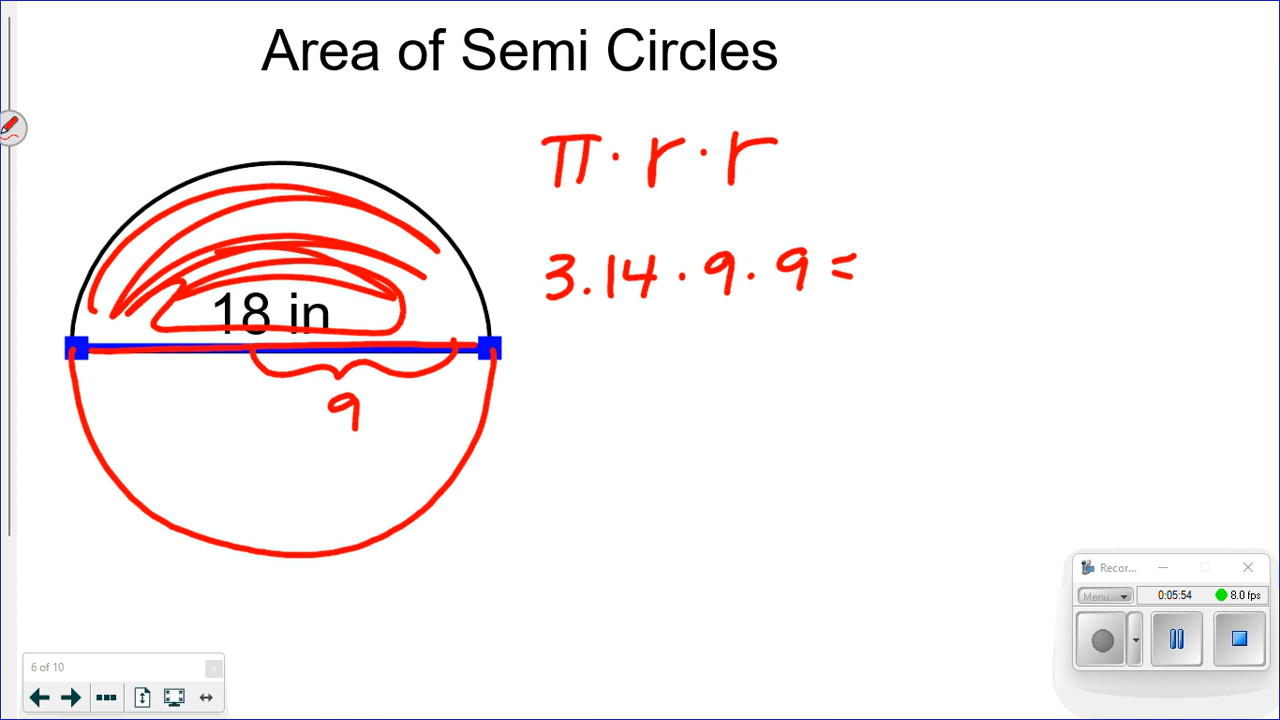 Area of Semi Circles
π · r · r
3.14 · 9 · 9 =
18 in
9
Recor...
Menu
0:05:54
8.0 fps
6 of 10